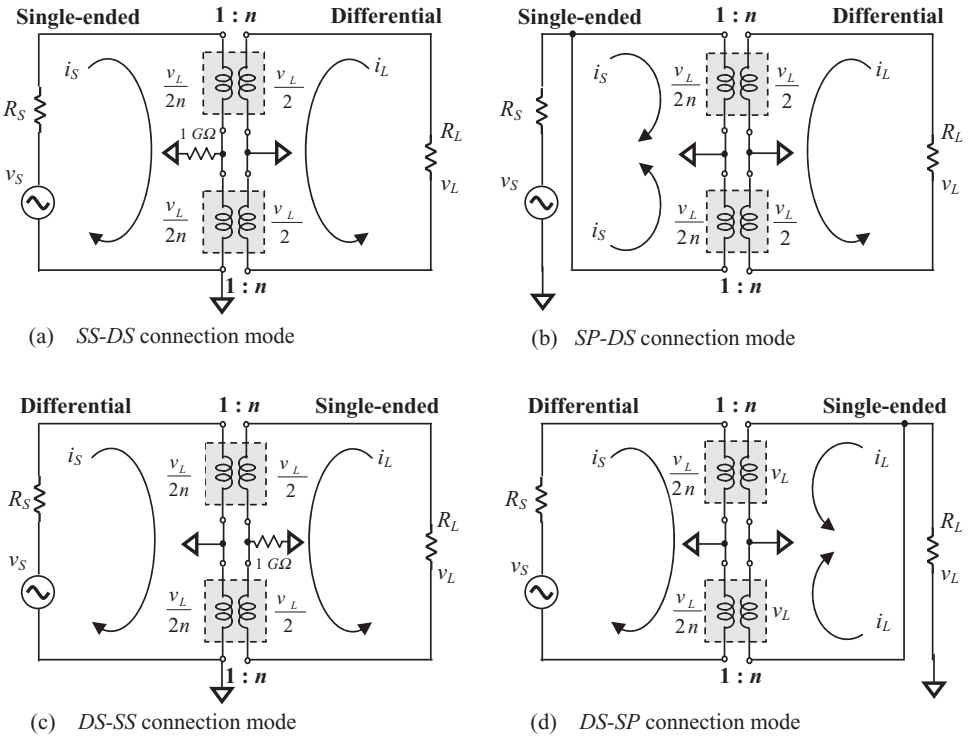 Single-ended 1 : n Differential
i_S v_L/2n v_L/2 i_L
R_S 1 GΩ R_L
v_S v_L
v_L/2n v_L/2
1 : n
(a) SS-DS connection mode
Single-ended 1 : n Differential
i_S v_L/2n v_L/2 i_L
R_S R_L
v_S v_L
i_S v_L/2n v_L/2
1 : n
(b) SP-DS connection mode
Differential 1 : n Single-ended
i_S v_L/2n v_L/2 i_L
R_S R_L
v_S 1 GΩ v_L
v_L/2n v_L/2
1 : n
(c) DS-SS connection mode
Differential 1 : n Single-ended
i_S v_L/2n v_L i_L
R_S R_L
v_S v_L
v_L/2n v_L i_L
1 : n
(d) DS-SP connection mode